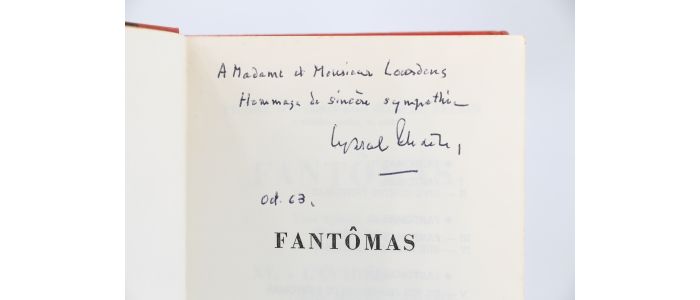 A Madame et Monsieur Lourdens
Hommage de sincère sympathie
Oct. 63.
FANTÔMAS